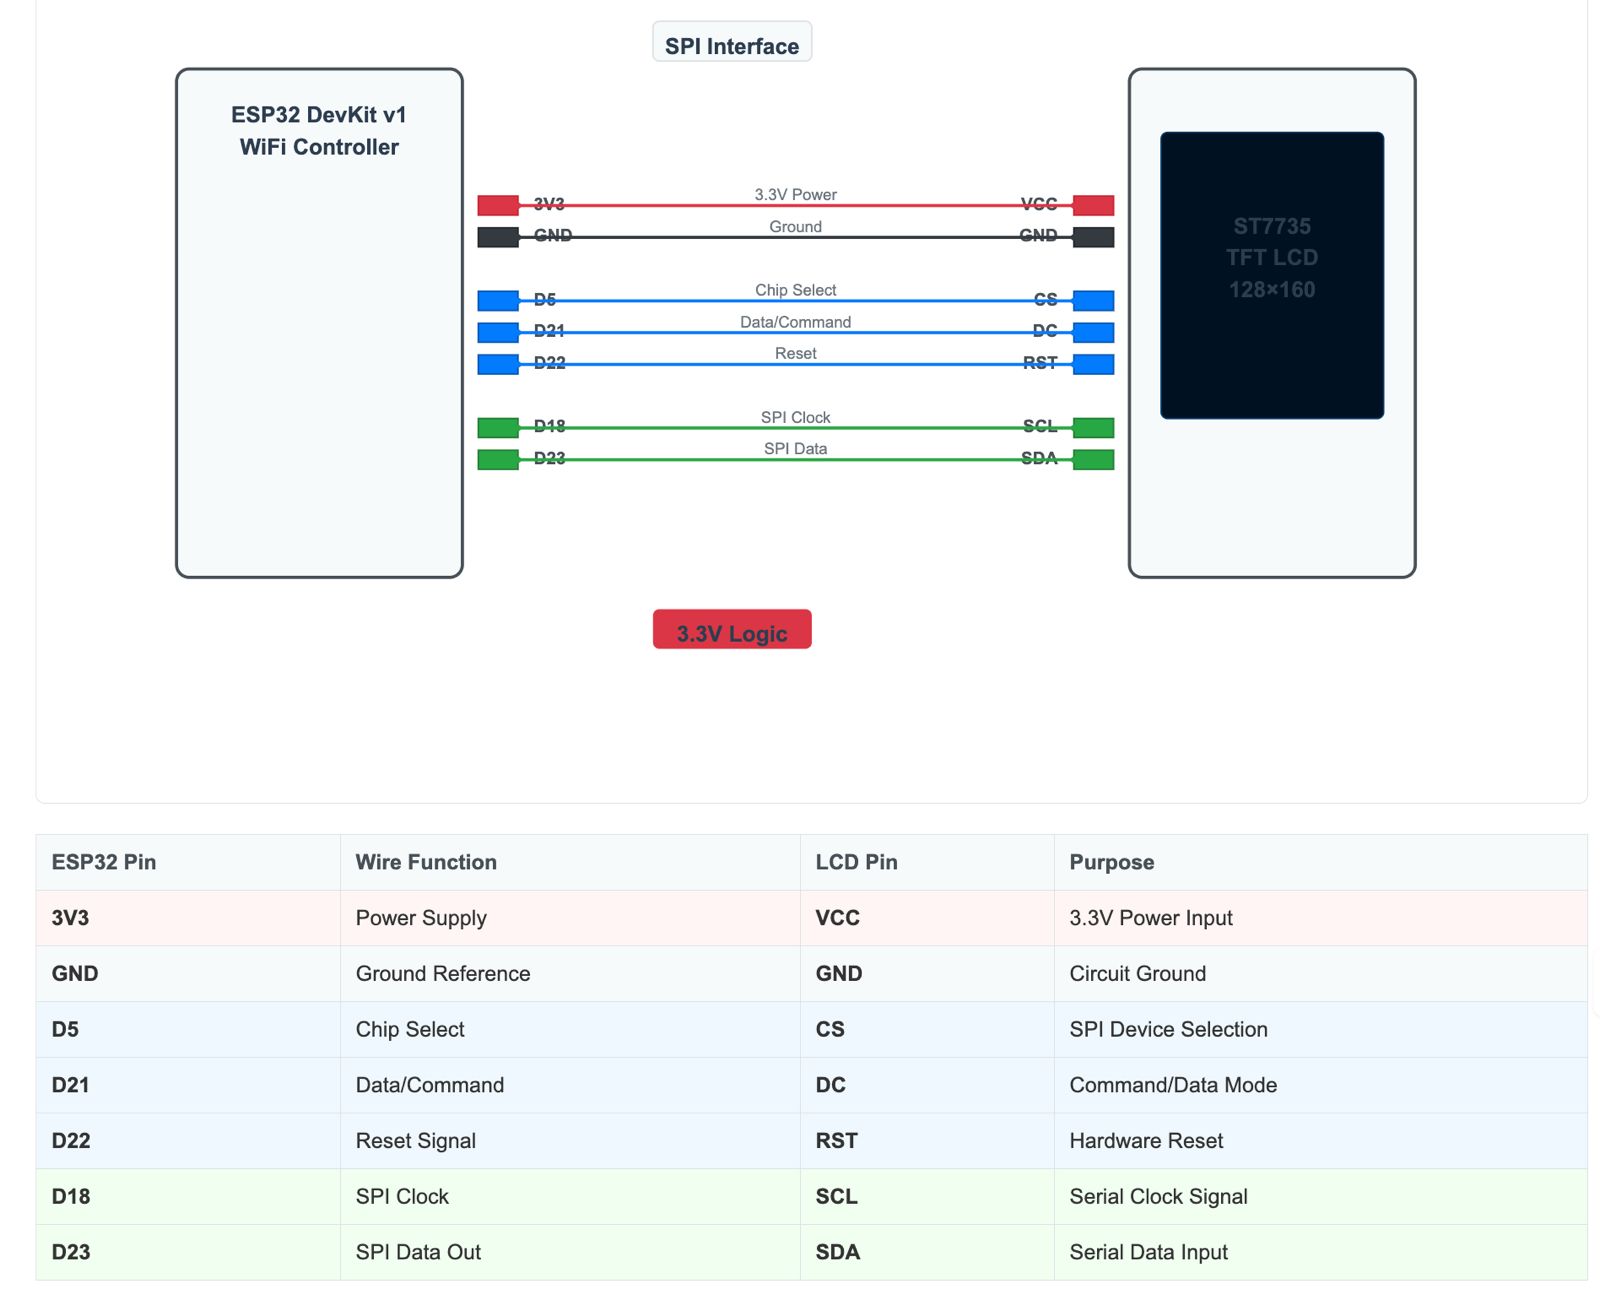 SPI Interface
ESP32 DevKit v1
WiFi Controller
3V3 3.3V Power VCC
GND Ground GND
D5 Chip Select CS
D21 Data/Command DC
D22 Reset RST
D18 SPI Clock SCL
D23 SPI Data SDA
ST7735
TFT LCD
128×160
3.3V Logic
ESP32 Pin Wire Function LCD Pin Purpose
3V3 Power Supply VCC 3.3V Power Input
GND Ground Reference GND Circuit Ground
D5 Chip Select CS SPI Device Selection
D21 Data/Command DC Command/Data Mode
D22 Reset Signal RST Hardware Reset
D18 SPI Clock SCL Serial Clock Signal
D23 SPI Data Out SDA Serial Data Input